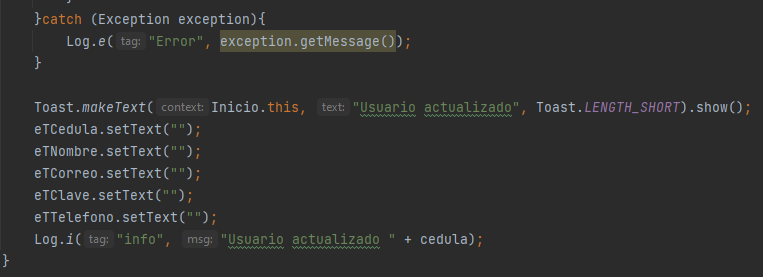 }catch (Exception exception){
Log.e( tag: "Error", exception.getMessage());
}
Toast.makeText( context: Inicio.this, text: "Usuario actualizado", Toast.LENGTH_SHORT).show();
eTCedula.setText("");
eTNombre.setText("");
eTCorreo.setText("");
eTClave.setText("");
eTTelefono.setText("");
Log.i( tag: "info", msg: "Usuario actualizado " + cedula);
}